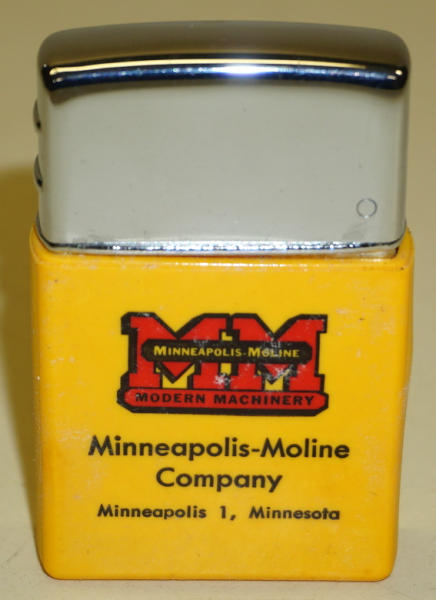 MM
MINNEAPOLIS-MOLINE
MODERN MACHINERY
Minneapolis-Moline
Company
Minneapolis 1, Minnesota